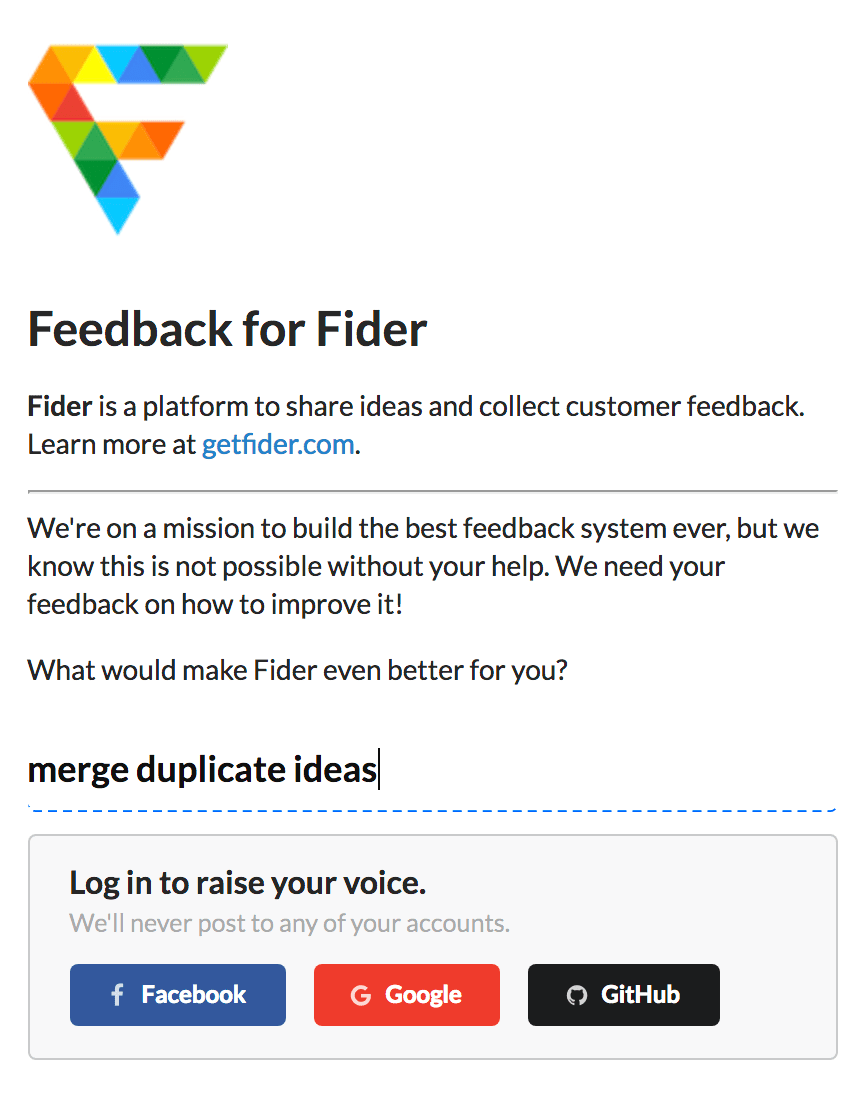 Feedback for Fider
Fider is a platform to share ideas and collect customer feedback.
Learn more at getfider.com.
We're on a mission to build the best feedback system ever, but we
know this is not possible without your help. We need your
feedback on how to improve it!
What would make Fider even better for you?
merge duplicate ideas
Log in to raise your voice.
We'll never post to any of your accounts.
Facebook
Google
GitHub